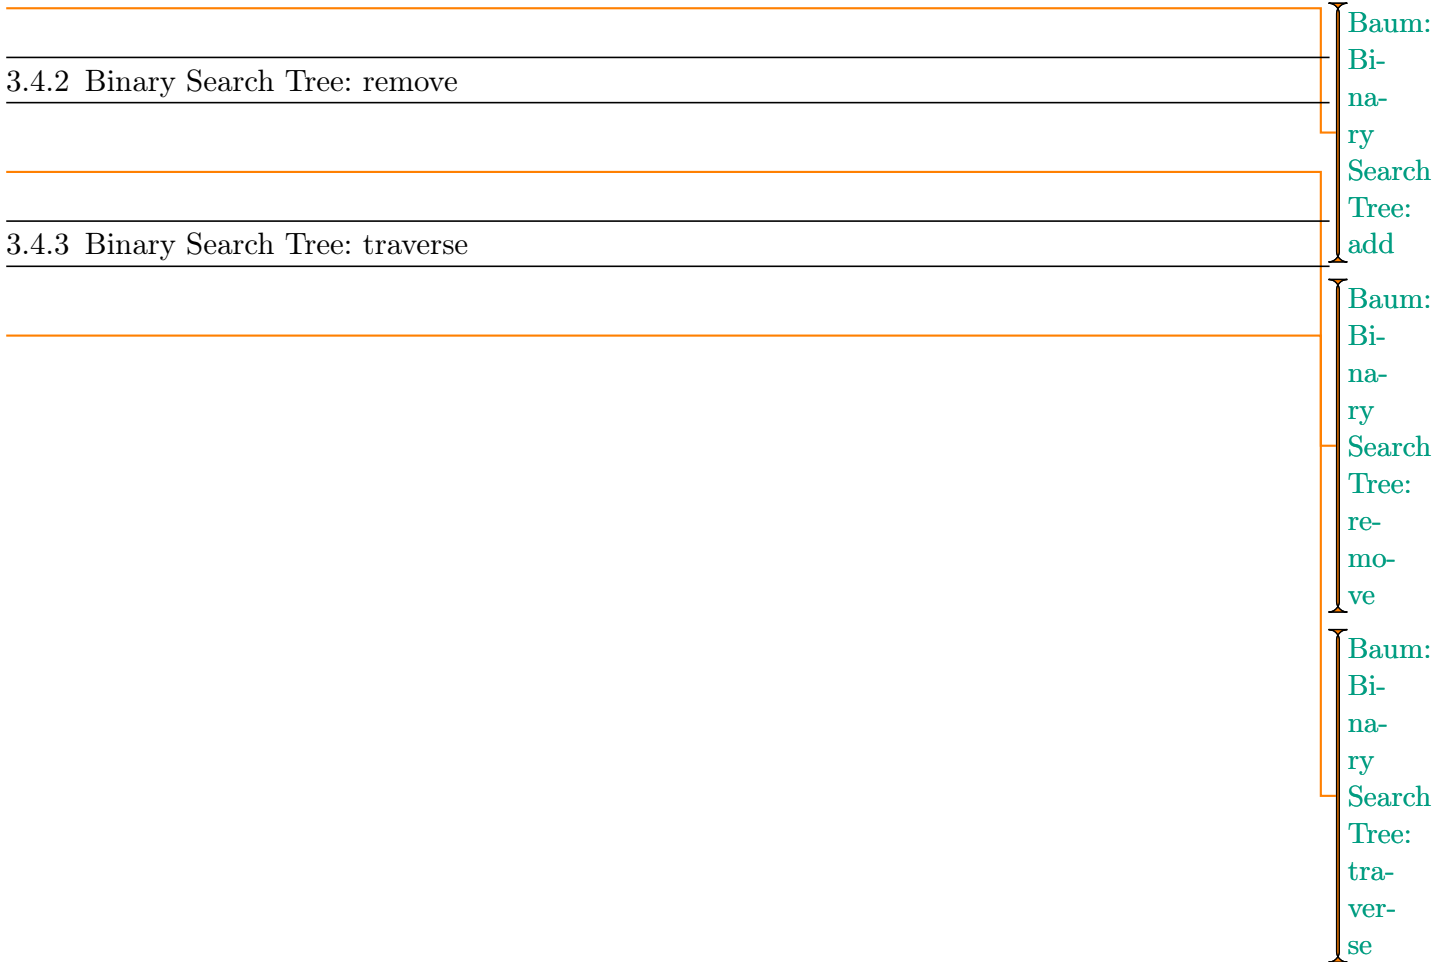 3.4.2 Binary Search Tree: remove
3.4.3 Binary Search Tree: traverse
Baum:
Bi-
na-
ry
Search
Tree:
add
Baum:
Bi-
na-
ry
Search
Tree:
re-
mo-
ve
Baum:
Bi-
na-
ry
Search
Tree:
tra-
ver-
se